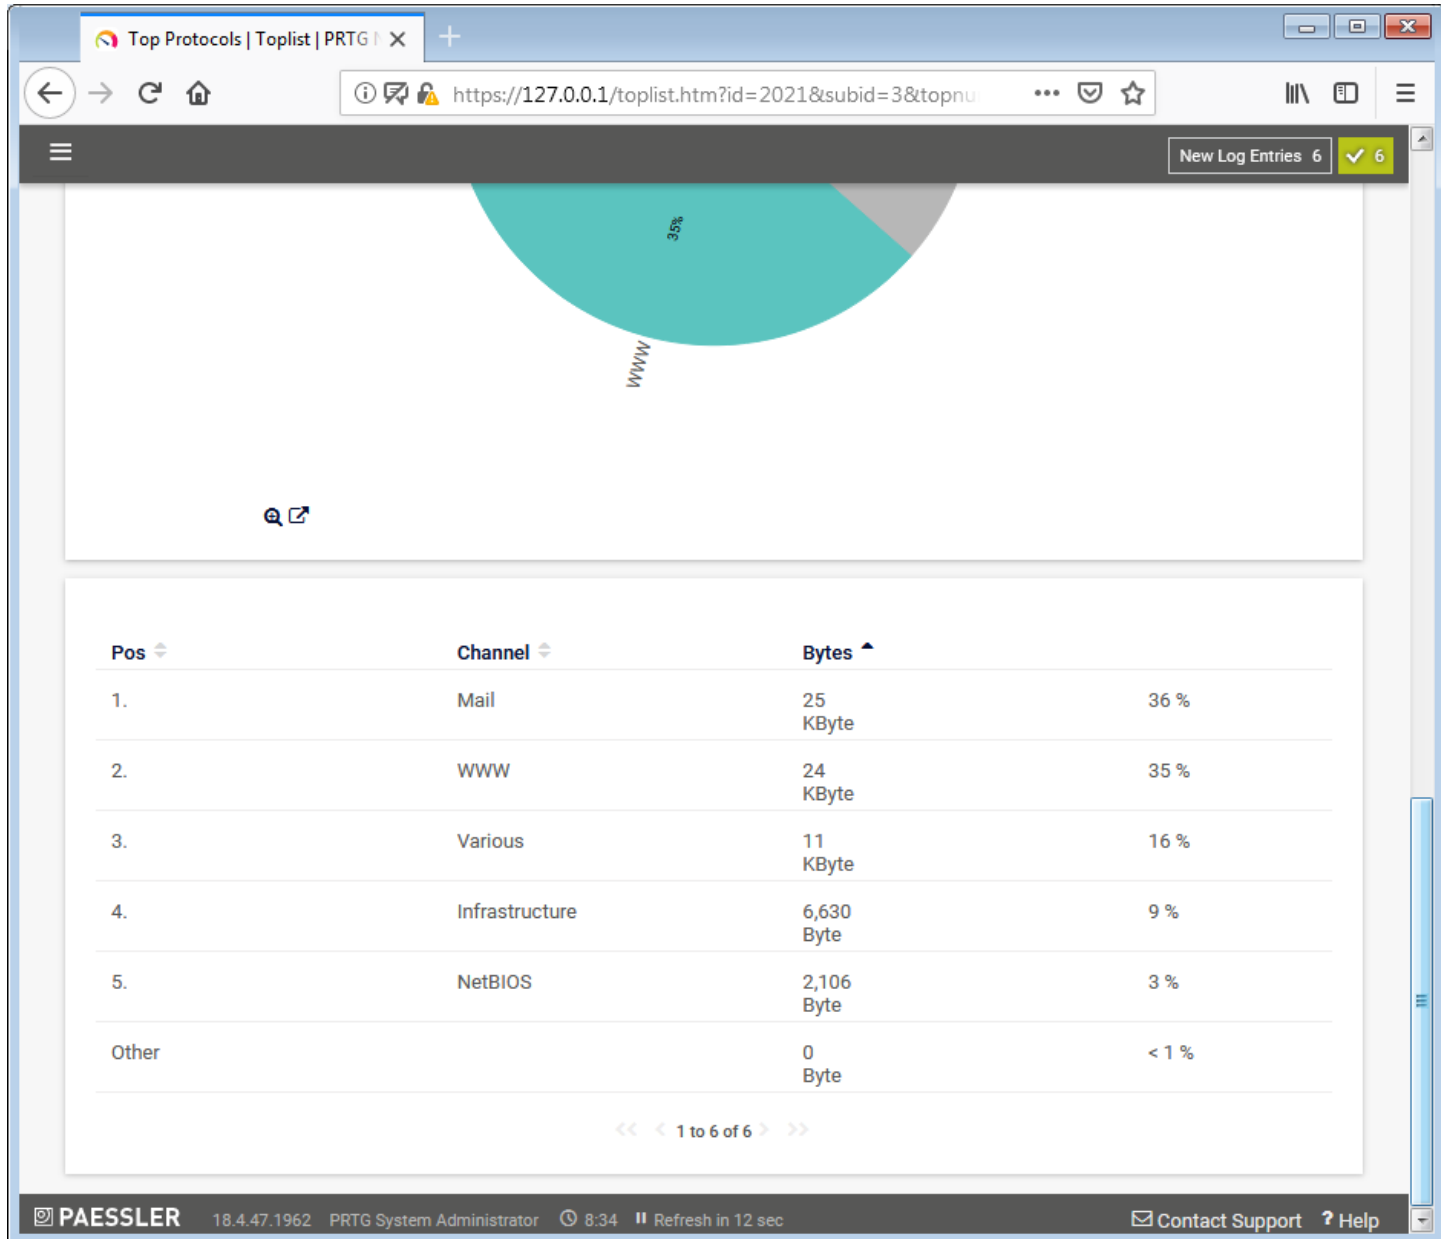 Top Protocols | Toplist | PRTG N
https://127.0.0.1/toplist.htm?id=2021&subid=3&topnu
New Log Entries 6
6
35%
WWW
Pos Channel Bytes
1. Mail 25 KByte 36 %
2. WWW 24 KByte 35 %
3. Various 11 KByte 16 %
4. Infrastructure 6,630 Byte 9 %
5. NetBIOS 2,106 Byte 3 %
Other 0 Byte < 1 %
<< < 1 to 6 of 6 > >>
PAESSLER 18.4.47.1962 PRTG System Administrator 8:34 Refresh in 12 sec Contact Support ? Help